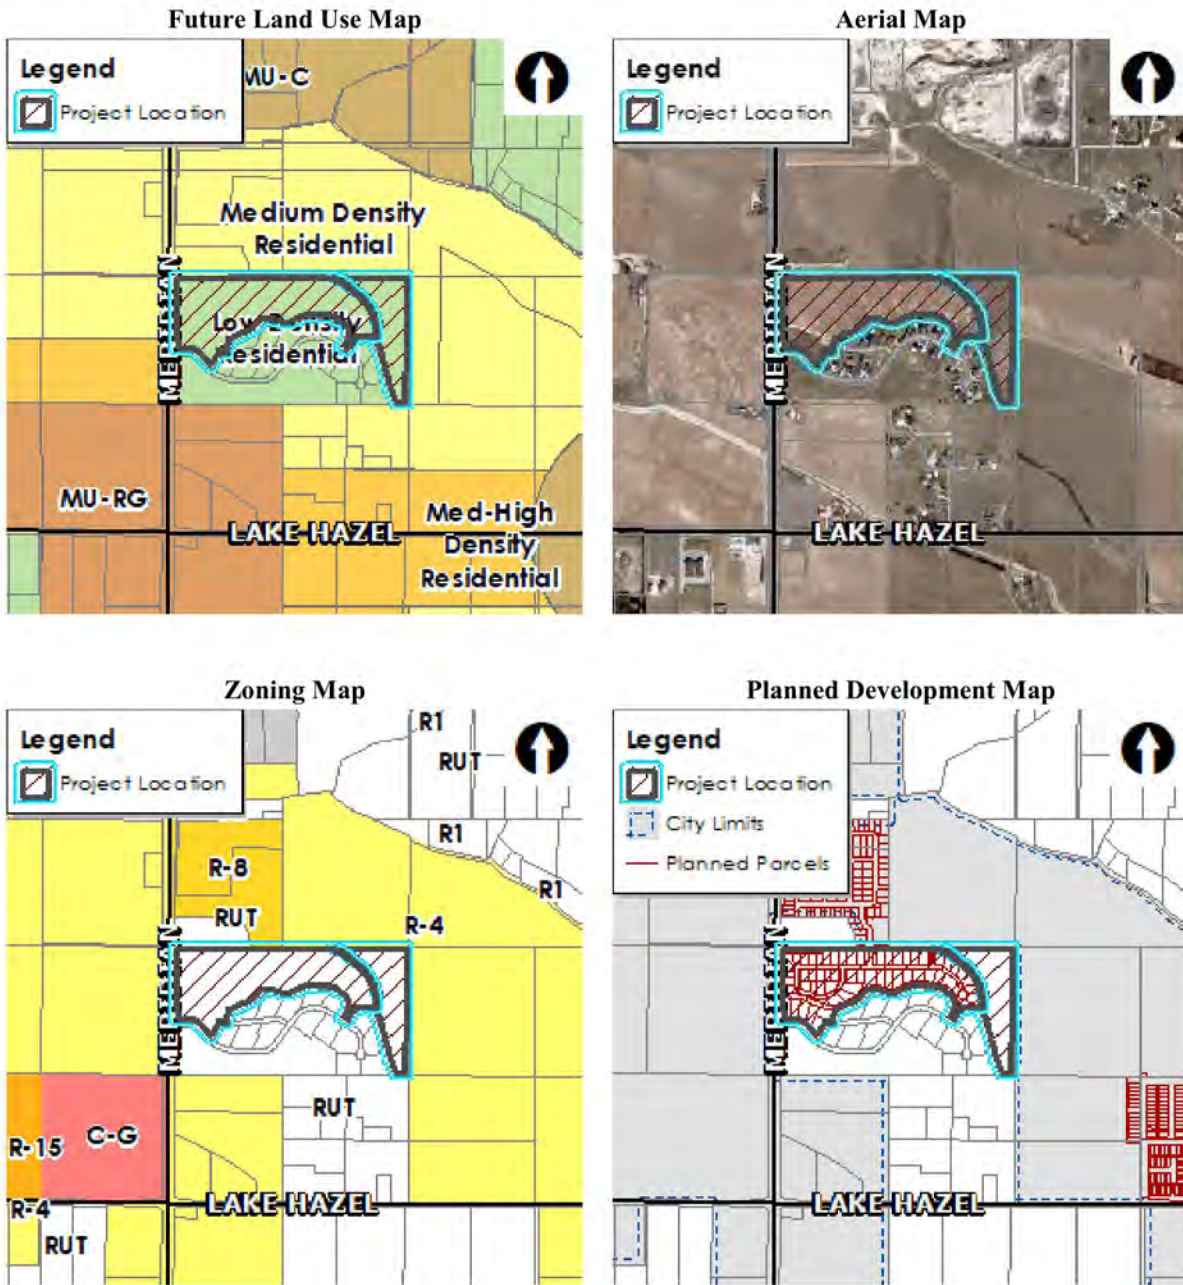 Future Land Use Map
Legend
Project Location
MU-C
Medium Density
Residential
MERIDIAN
Low Density
Residential
MU-RG
LAKE HAZEL
Med-High
Density
Residential
Aerial Map
Legend
Project Location
MERIDIAN
LAKE HAZEL
Zoning Map
Legend
Project Location
R1
RUT
R1
R-8
R1
RUT
R-4
MERIDIAN
RUT
C-G
R-15
LAKE HAZEL
R-4
RUT
Planned Development Map
Legend
Project Location
City Limits
Planned Parcels
MERIDIAN
LAKE HAZEL